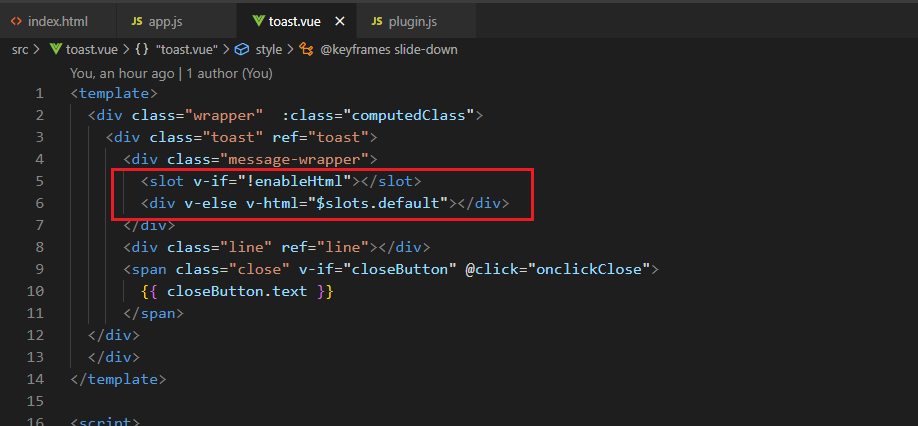 index.html JS app.js toast.vue JS plugin.js
src > toast.vue > {} "toast.vue" > style > @keyframes slide-down
You, an hour ago | 1 author (You)
1 <template>
2 <div class="wrapper"  :class="computedClass">
3 <div class="toast" ref="toast">
4 <div class="message-wrapper">
5 <slot v-if="!enableHtml"></slot>
6 <div v-else v-html="$slots.default"></div>
7 </div>
8 <div class="line" ref="line"></div>
9 <span class="close" v-if="closeButton" @click="onclickClose">
10 {{ closeButton.text }}
11 </span>
12 </div>
13 </div>
14 </template>
15
16 <script>